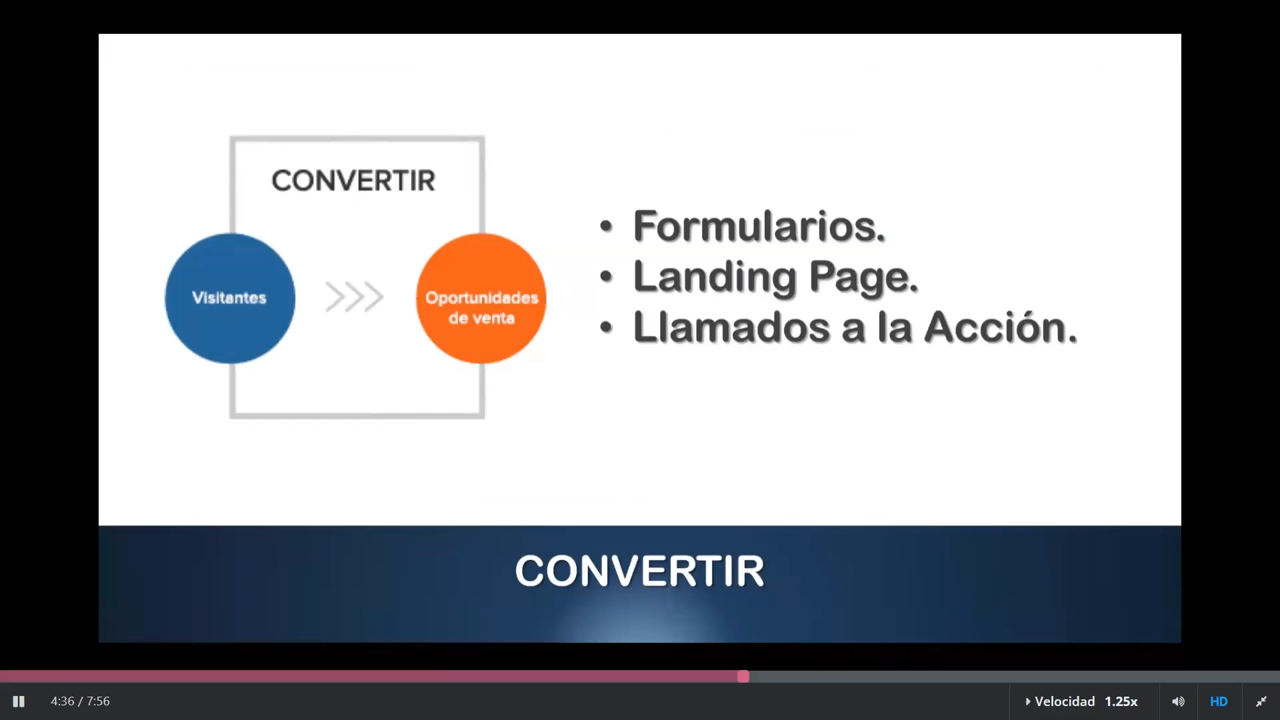 CONVERTIR
Visitantes
Oportunidades
de venta
• Formularios.
• Landing Page.
• Llamados a la Acción.
CONVERTIR
4:36 / 7:56
Velocidad 1.25x
HD